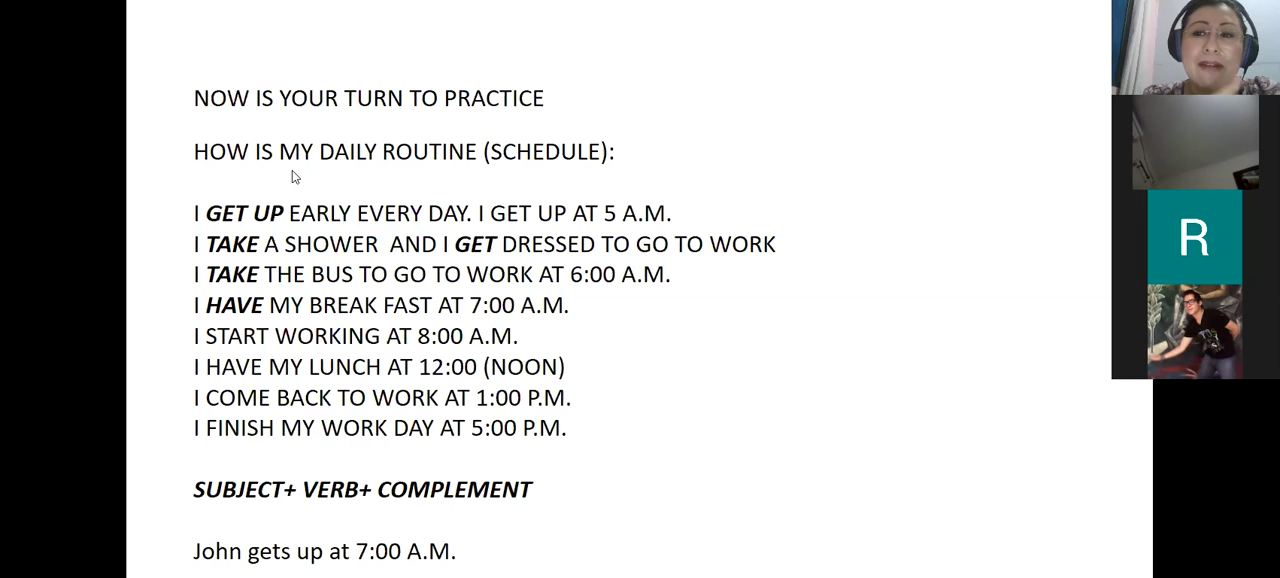 NOW IS YOUR TURN TO PRACTICE
HOW IS MY DAILY ROUTINE (SCHEDULE):
I GET UP EARLY EVERY DAY. I GET UP AT 5 A.M.
I TAKE A SHOWER AND I GET DRESSED TO GO TO WORK
I TAKE THE BUS TO GO TO WORK AT 6:00 A.M.
I HAVE MY BREAK FAST AT 7:00 A.M.
I START WORKING AT 8:00 A.M.
I HAVE MY LUNCH AT 12:00 (NOON)
I COME BACK TO WORK AT 1:00 P.M.
I FINISH MY WORK DAY AT 5:00 P.M.
SUBJECT+ VERB+ COMPLEMENT
John gets up at 7:00 A.M.
R